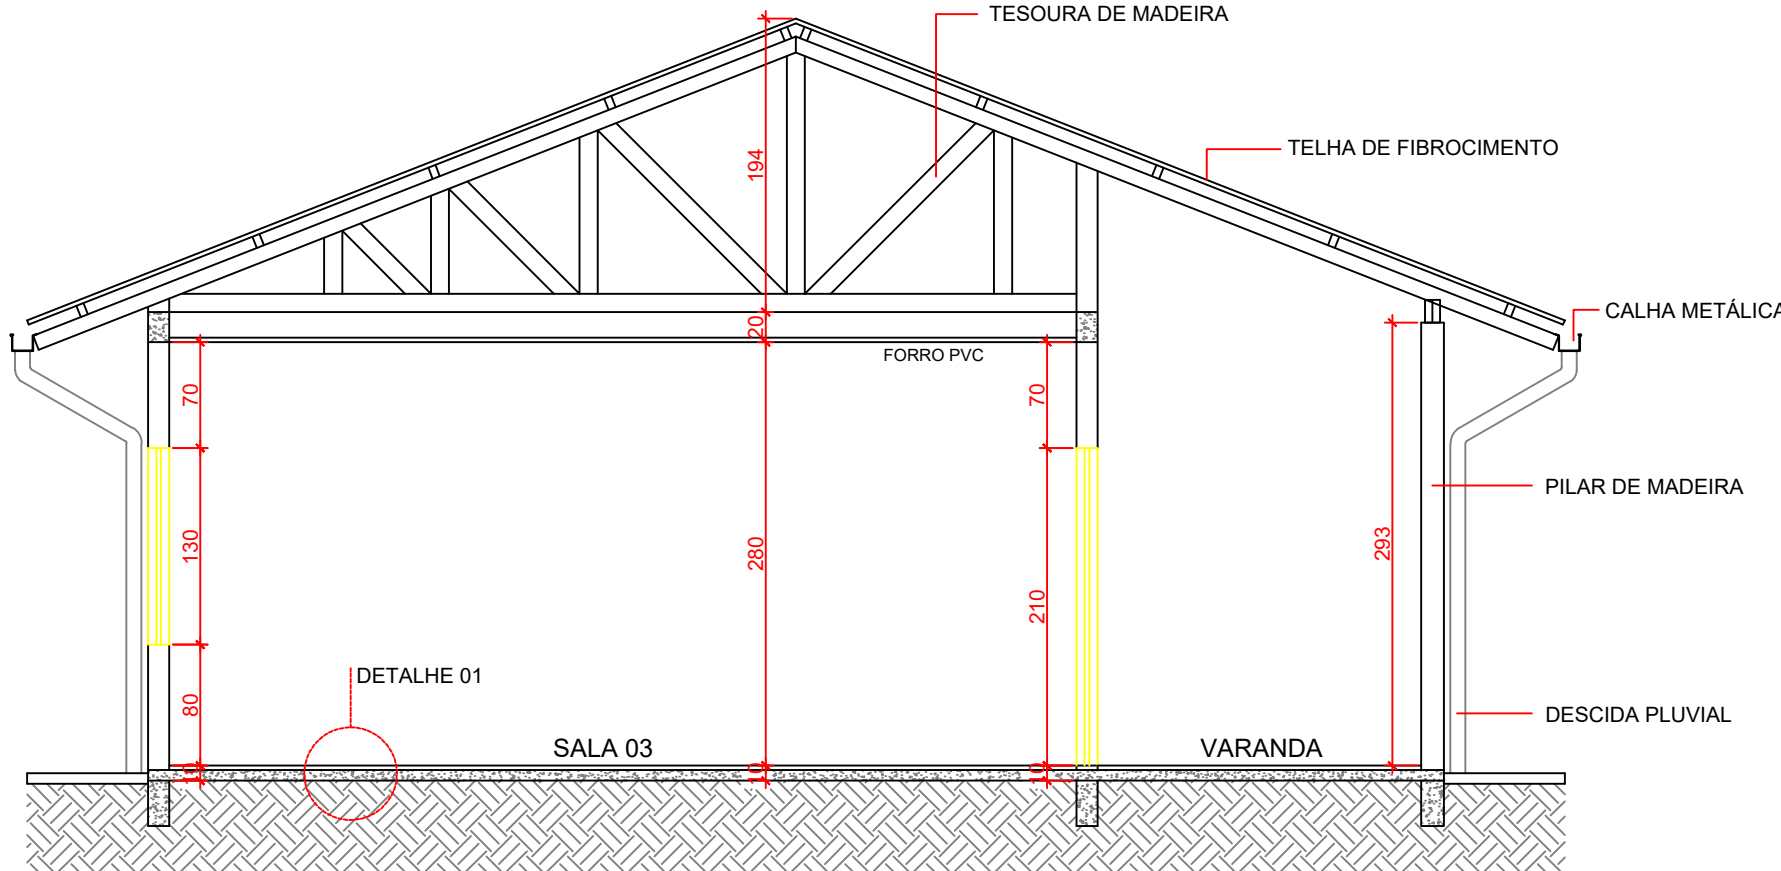 TESOURA DE MADEIRA
TELHA DE FIBROCIMENTO
194
CALHA METÁLICA
20
FORRO PVC
70
70
PILAR DE MADEIRA
130
280
293
210
DETALHE 01
80
DESCIDA PLUVIAL
SALA 03
VARANDA
10
10
10